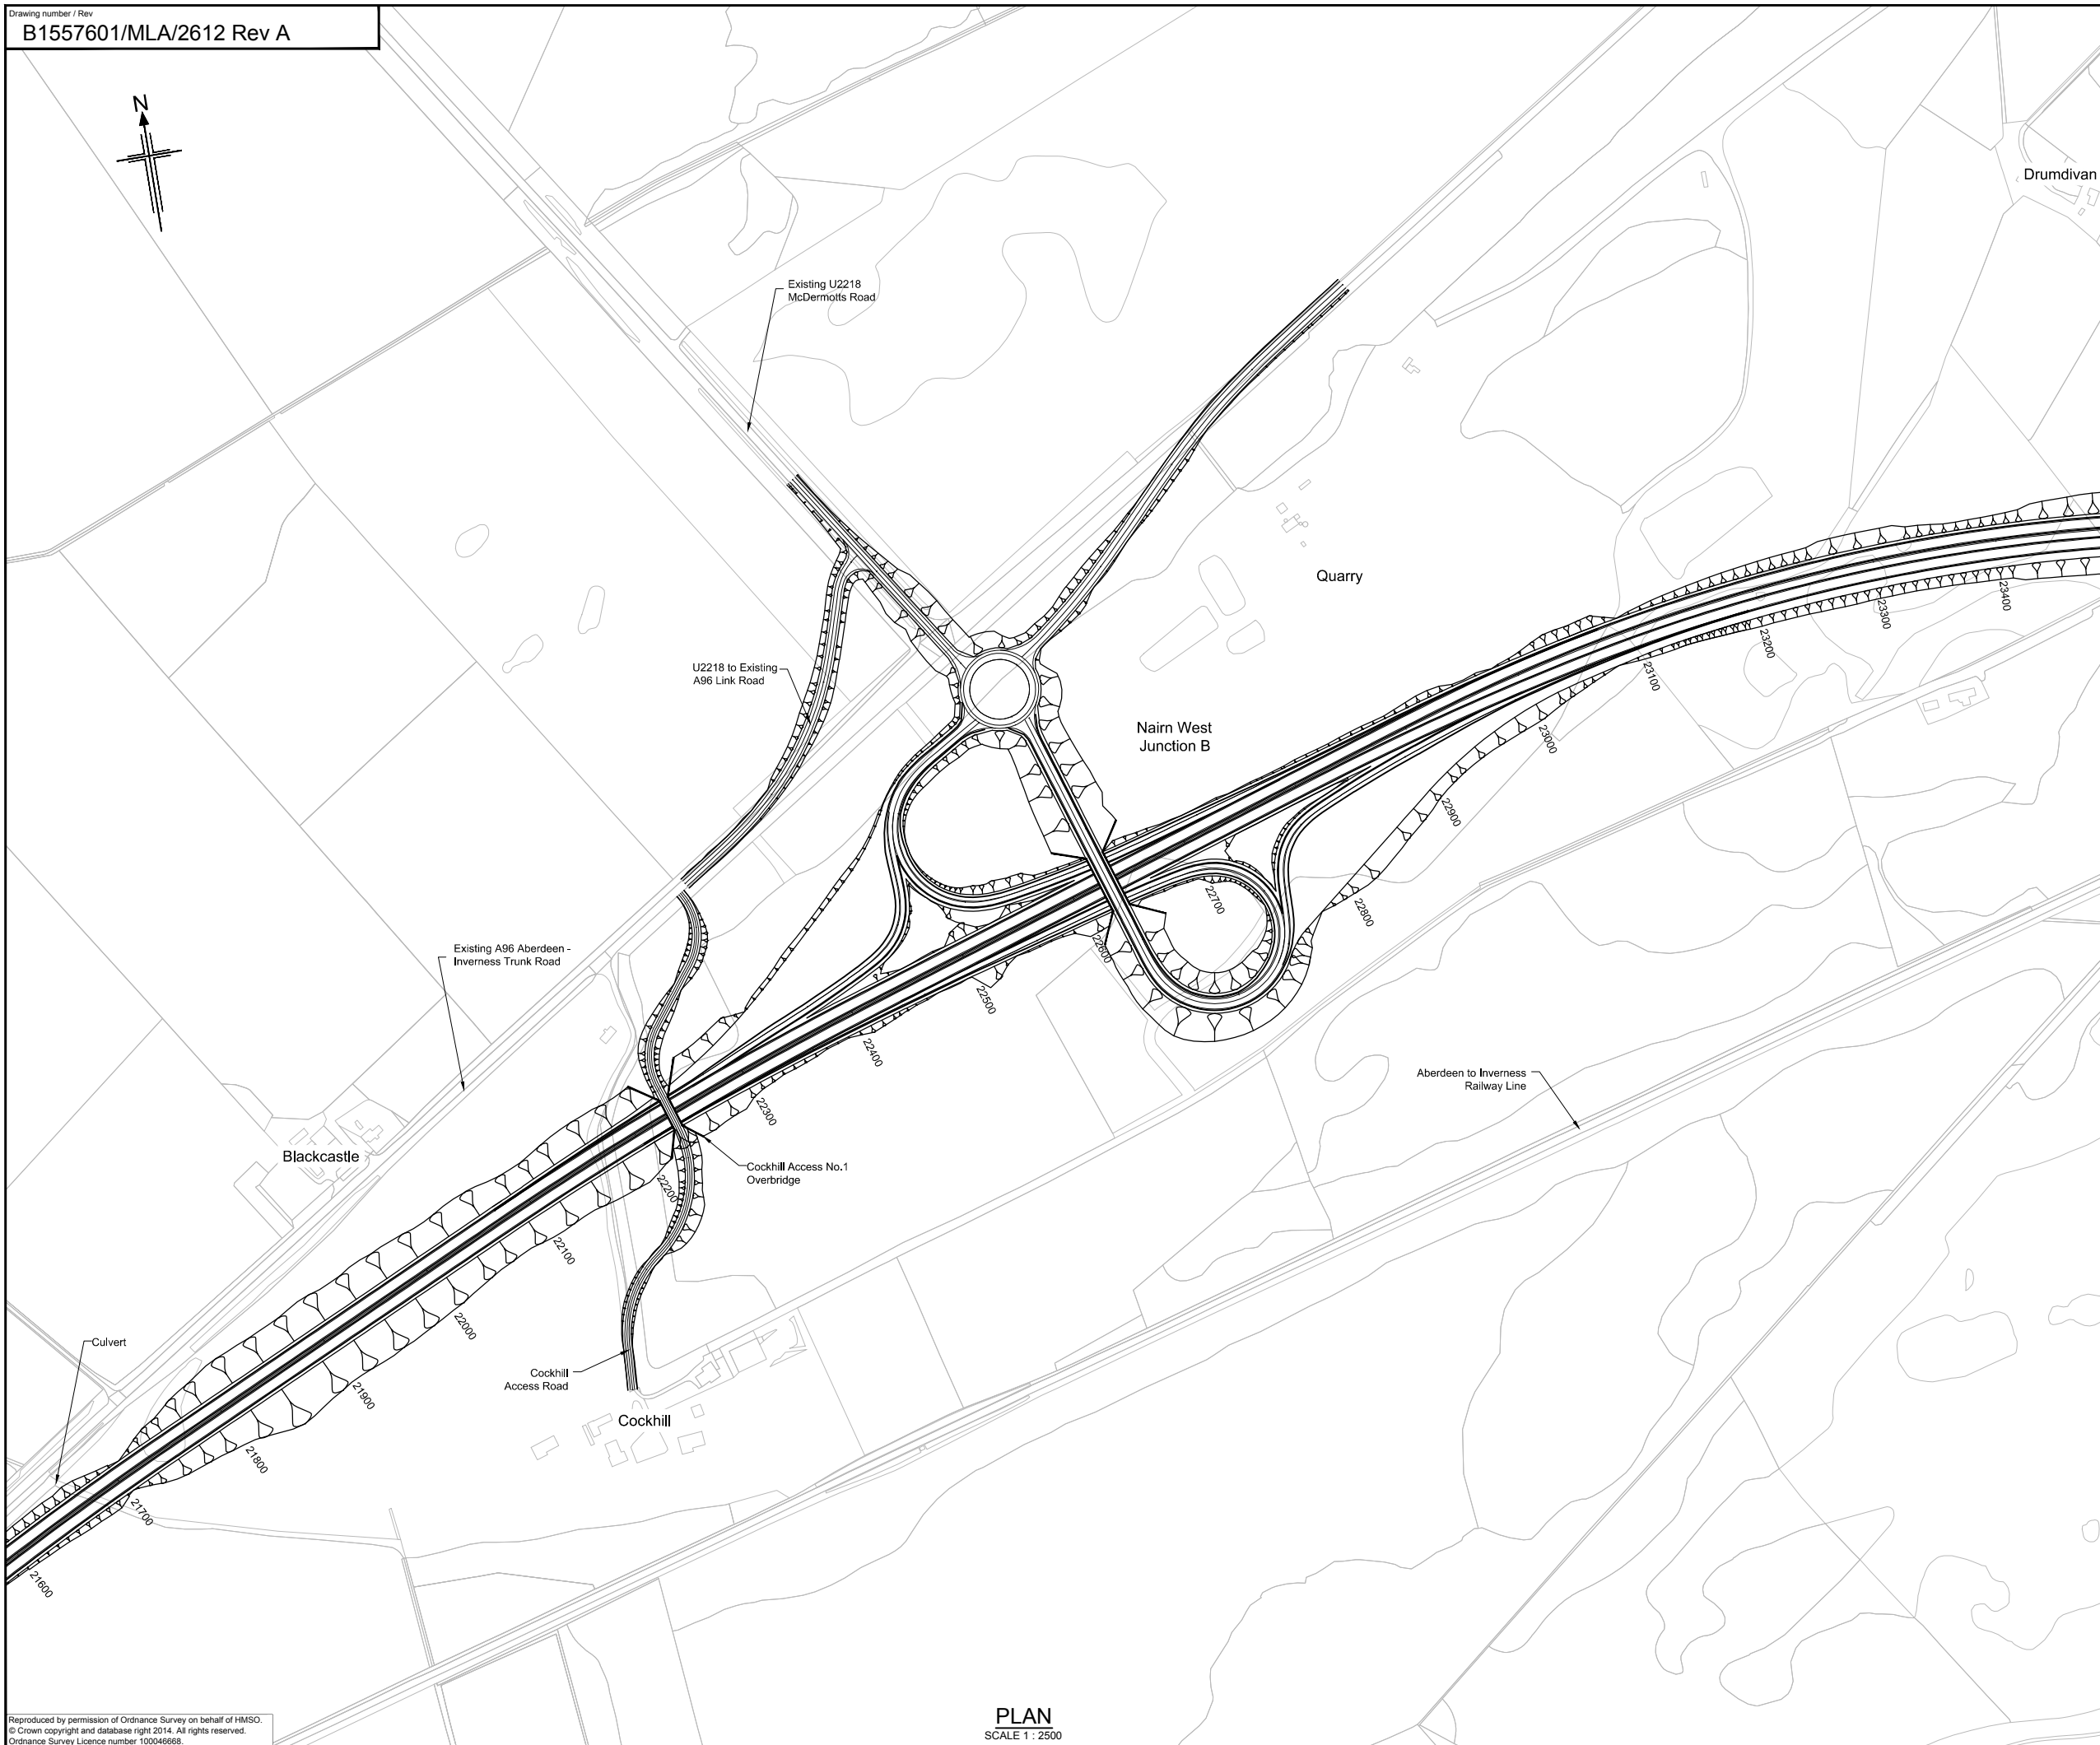 Drawing number / Rev
B1557601/MLA/2612 Rev A
N
Drumdivan
Existing U2218
McDermotts Road
Quarry
23400
23300
23200
23100
U2218 to Existing
A96 Link Road
Nairn West
Junction B
23000
22900
22800
22700
22600
22500
22400
22300
Existing A96 Aberdeen -
Inverness Trunk Road
Aberdeen to Inverness
Railway Line
Blackcastle
Cockhill Access No.1
Overbridge
22200
22100
22000
21900
21800
21700
21600
Culvert
Cockhill
Access Road
Cockhill
PLAN
SCALE 1 : 2500
Reproduced by permission of Ordnance Survey on behalf of HMSO.
© Crown copyright and database right 2014. All rights reserved.
Ordnance Survey Licence number 100046668.